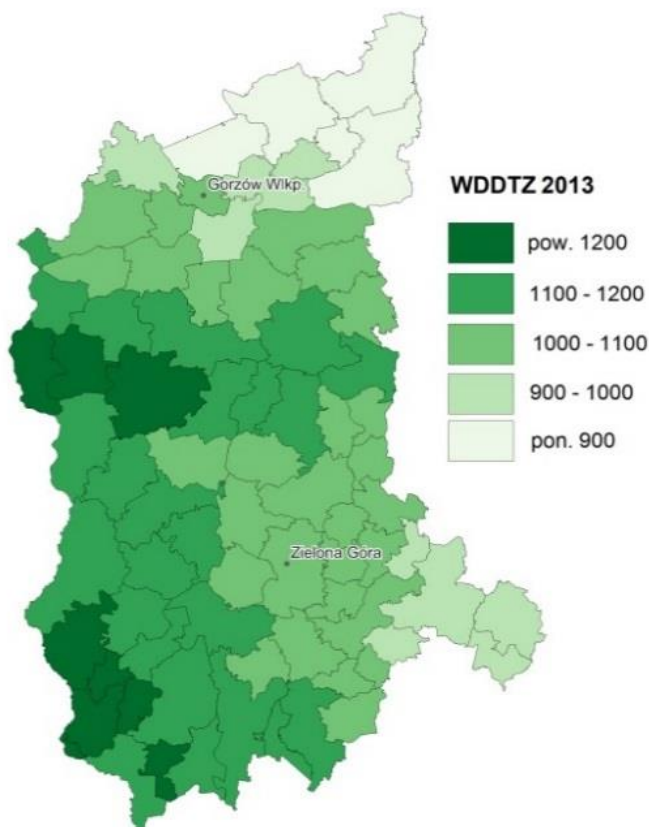 Gorzów Wlkp.
WDDTZ 2013
pow. 1200
1100 - 1200
1000 - 1100
900 - 1000
pon. 900
Zielona Góra